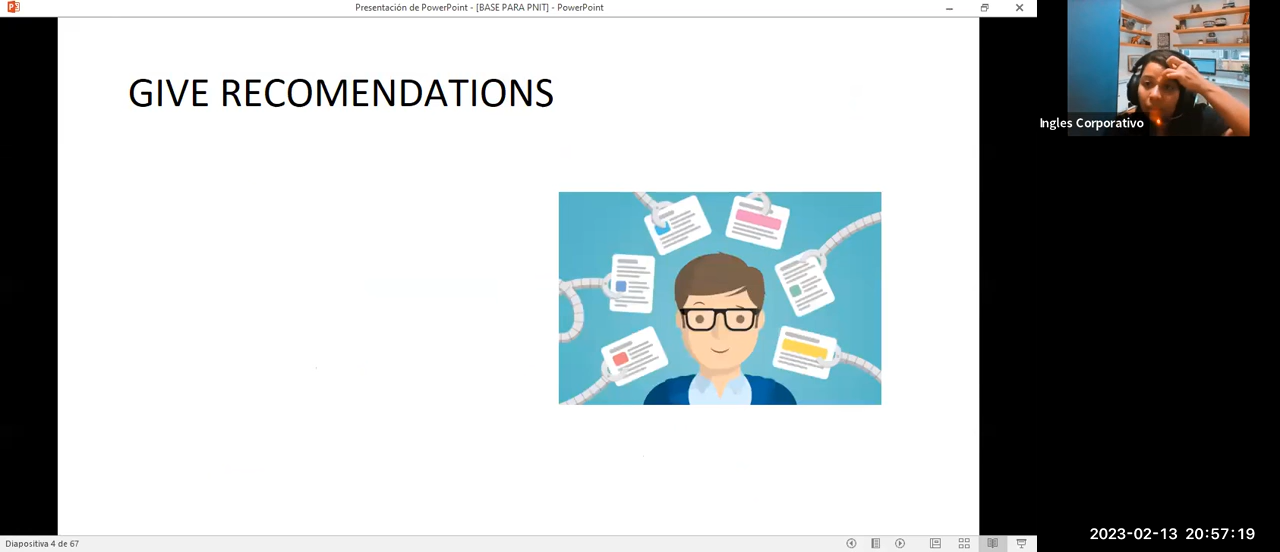 Presentación de PowerPoint - [BASE PARA PNIT] - PowerPoint
GIVE RECOMENDATIONS
Ingles Corporativo
2023-02-13 20:57:19
Diapositiva 4 de 67